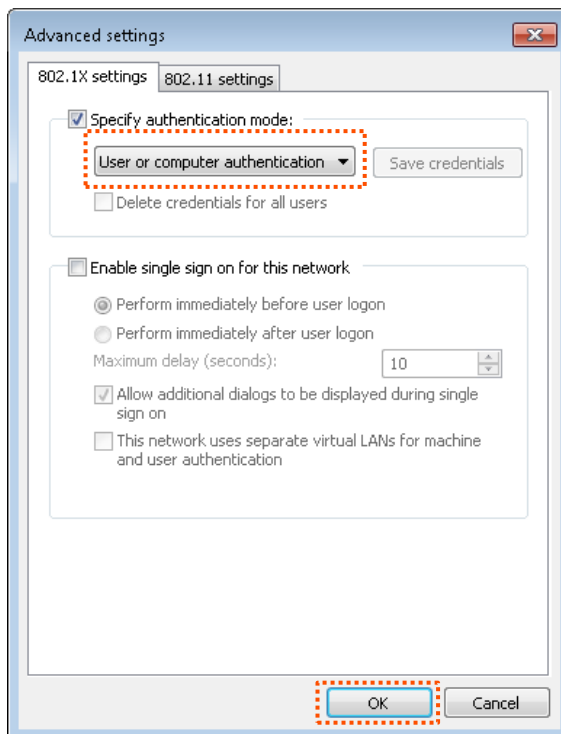 Advanced settings
802.1X settings
802.11 settings
Specify authentication mode:
User or computer authentication
Save credentials
Delete credentials for all users
Enable single sign on for this network
Perform immediately before user logon
Perform immediately after user logon
Maximum delay (seconds):
10
Allow additional dialogs to be displayed during single
sign on
This network uses separate virtual LANs for machine
and user authentication
OK
Cancel